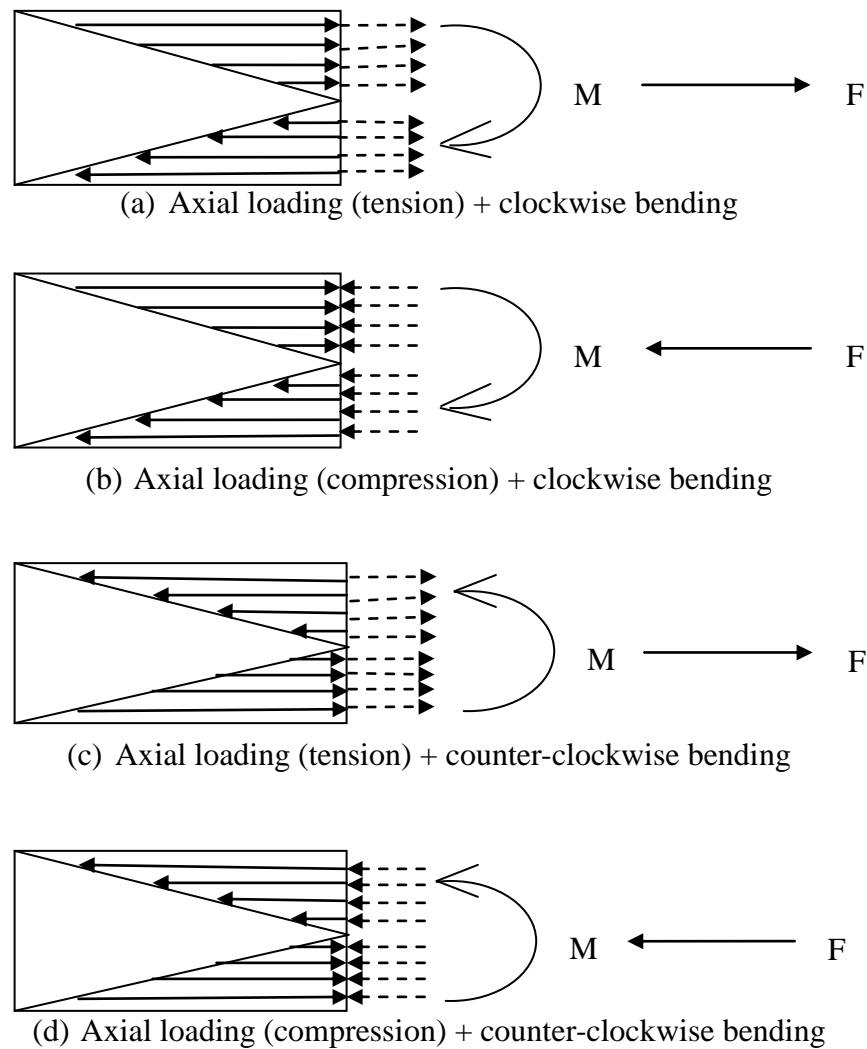 M F
(a) Axial loading (tension) + clockwise bending
M F
(b) Axial loading (compression) + clockwise bending
M F
(c) Axial loading (tension) + counter-clockwise bending
M F
(d) Axial loading (compression) + counter-clockwise bending